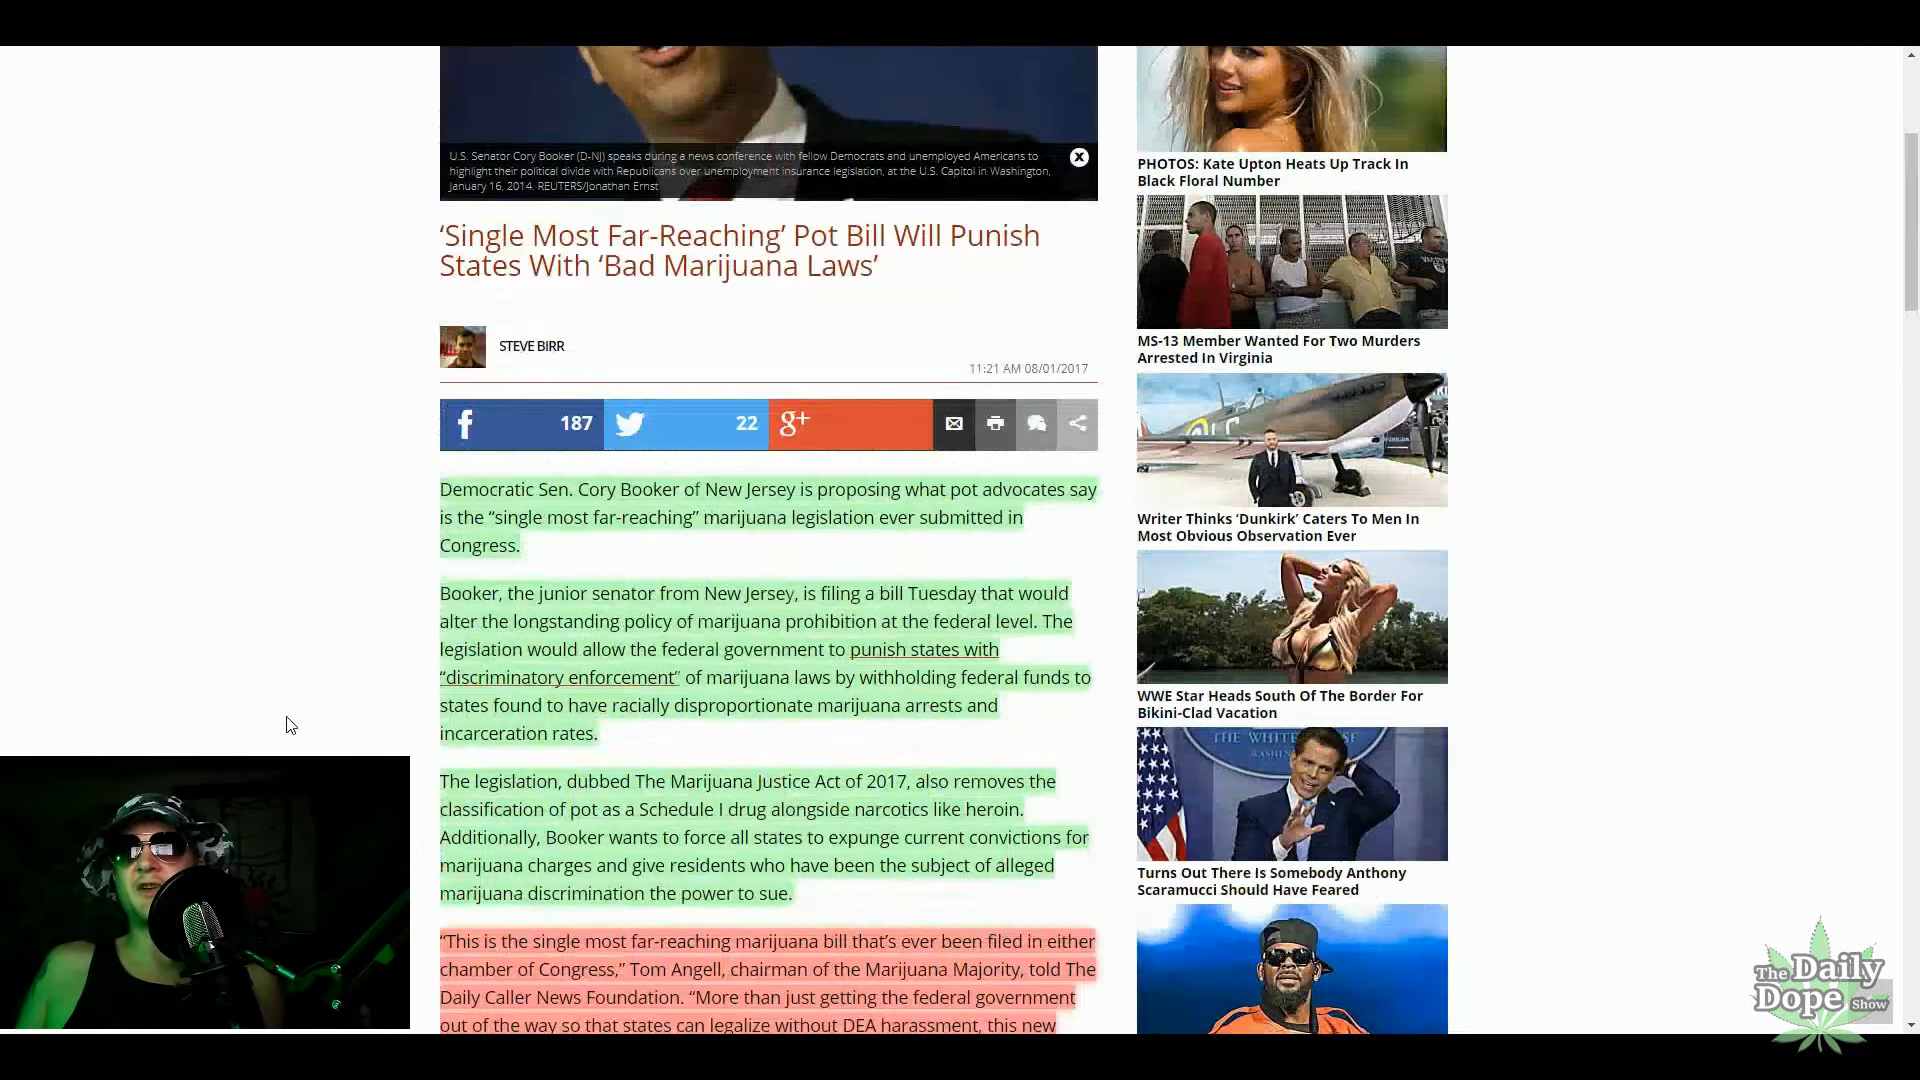 U.S. Senator Cory Booker (D-NJ) speaks during a news conference with fellow Democrats and unemployed Americans to
highlight their political divide with Republicans over unemployment insurance legislation, at the U.S. Capitol in Washington,
January 16, 2014. REUTERS/Jonathan Ernst
‘Single Most Far-Reaching’ Pot Bill Will Punish
States With ‘Bad Marijuana Laws’
STEVE BIRR
11:21 AM 08/01/2017
f 187
22
g+
Democratic Sen. Cory Booker of New Jersey is proposing what pot advocates say
is the “single most far-reaching” marijuana legislation ever submitted in
Congress.
Booker, the junior senator from New Jersey, is filing a bill Tuesday that would
alter the longstanding policy of marijuana prohibition at the federal level. The
legislation would allow the federal government to punish states with
“discriminatory enforcement” of marijuana laws by withholding federal funds to
states found to have racially disproportionate marijuana arrests and
incarceration rates.
The legislation, dubbed The Marijuana Justice Act of 2017, also removes the
classification of pot as a Schedule I drug alongside narcotics like heroin.
Additionally, Booker wants to force all states to expunge current convictions for
marijuana charges and give residents who have been the subject of alleged
marijuana discrimination the power to sue.
“This is the single most far-reaching marijuana bill that’s ever been filed in either
chamber of Congress,” Tom Angell, chairman of the Marijuana Majority, told The
Daily Caller News Foundation. “More than just getting the federal government
out of the way so that states can legalize without DEA harassment, this new
PHOTOS: Kate Upton Heats Up Track In
Black Floral Number
MS-13 Member Wanted For Two Murders
Arrested In Virginia
Writer Thinks ‘Dunkirk’ Caters To Men In
Most Obvious Observation Ever
WWE Star Heads South Of The Border For
Bikini-Clad Vacation
THE WHITE HOUSE
Turns Out There Is Somebody Anthony
Scaramucci Should Have Feared
The Daily
Dope Show